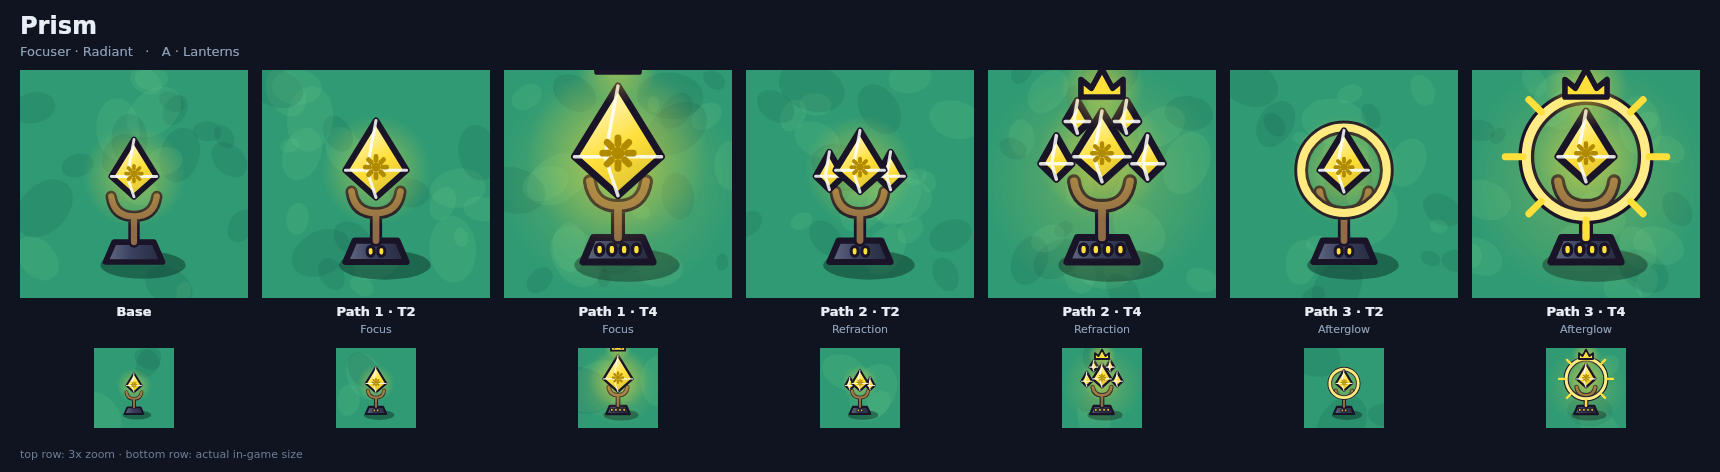 Prism
Focuser · Radiant · A · Lanterns
Base
Path 1 · T2
Path 1 · T4
Path 2 · T2
Path 2 · T4
Path 3 · T2
Path 3 · T4
Focus
Focus
Refraction
Refraction
Afterglow
Afterglow
top row: 3x zoom · bottom row: actual in-game size